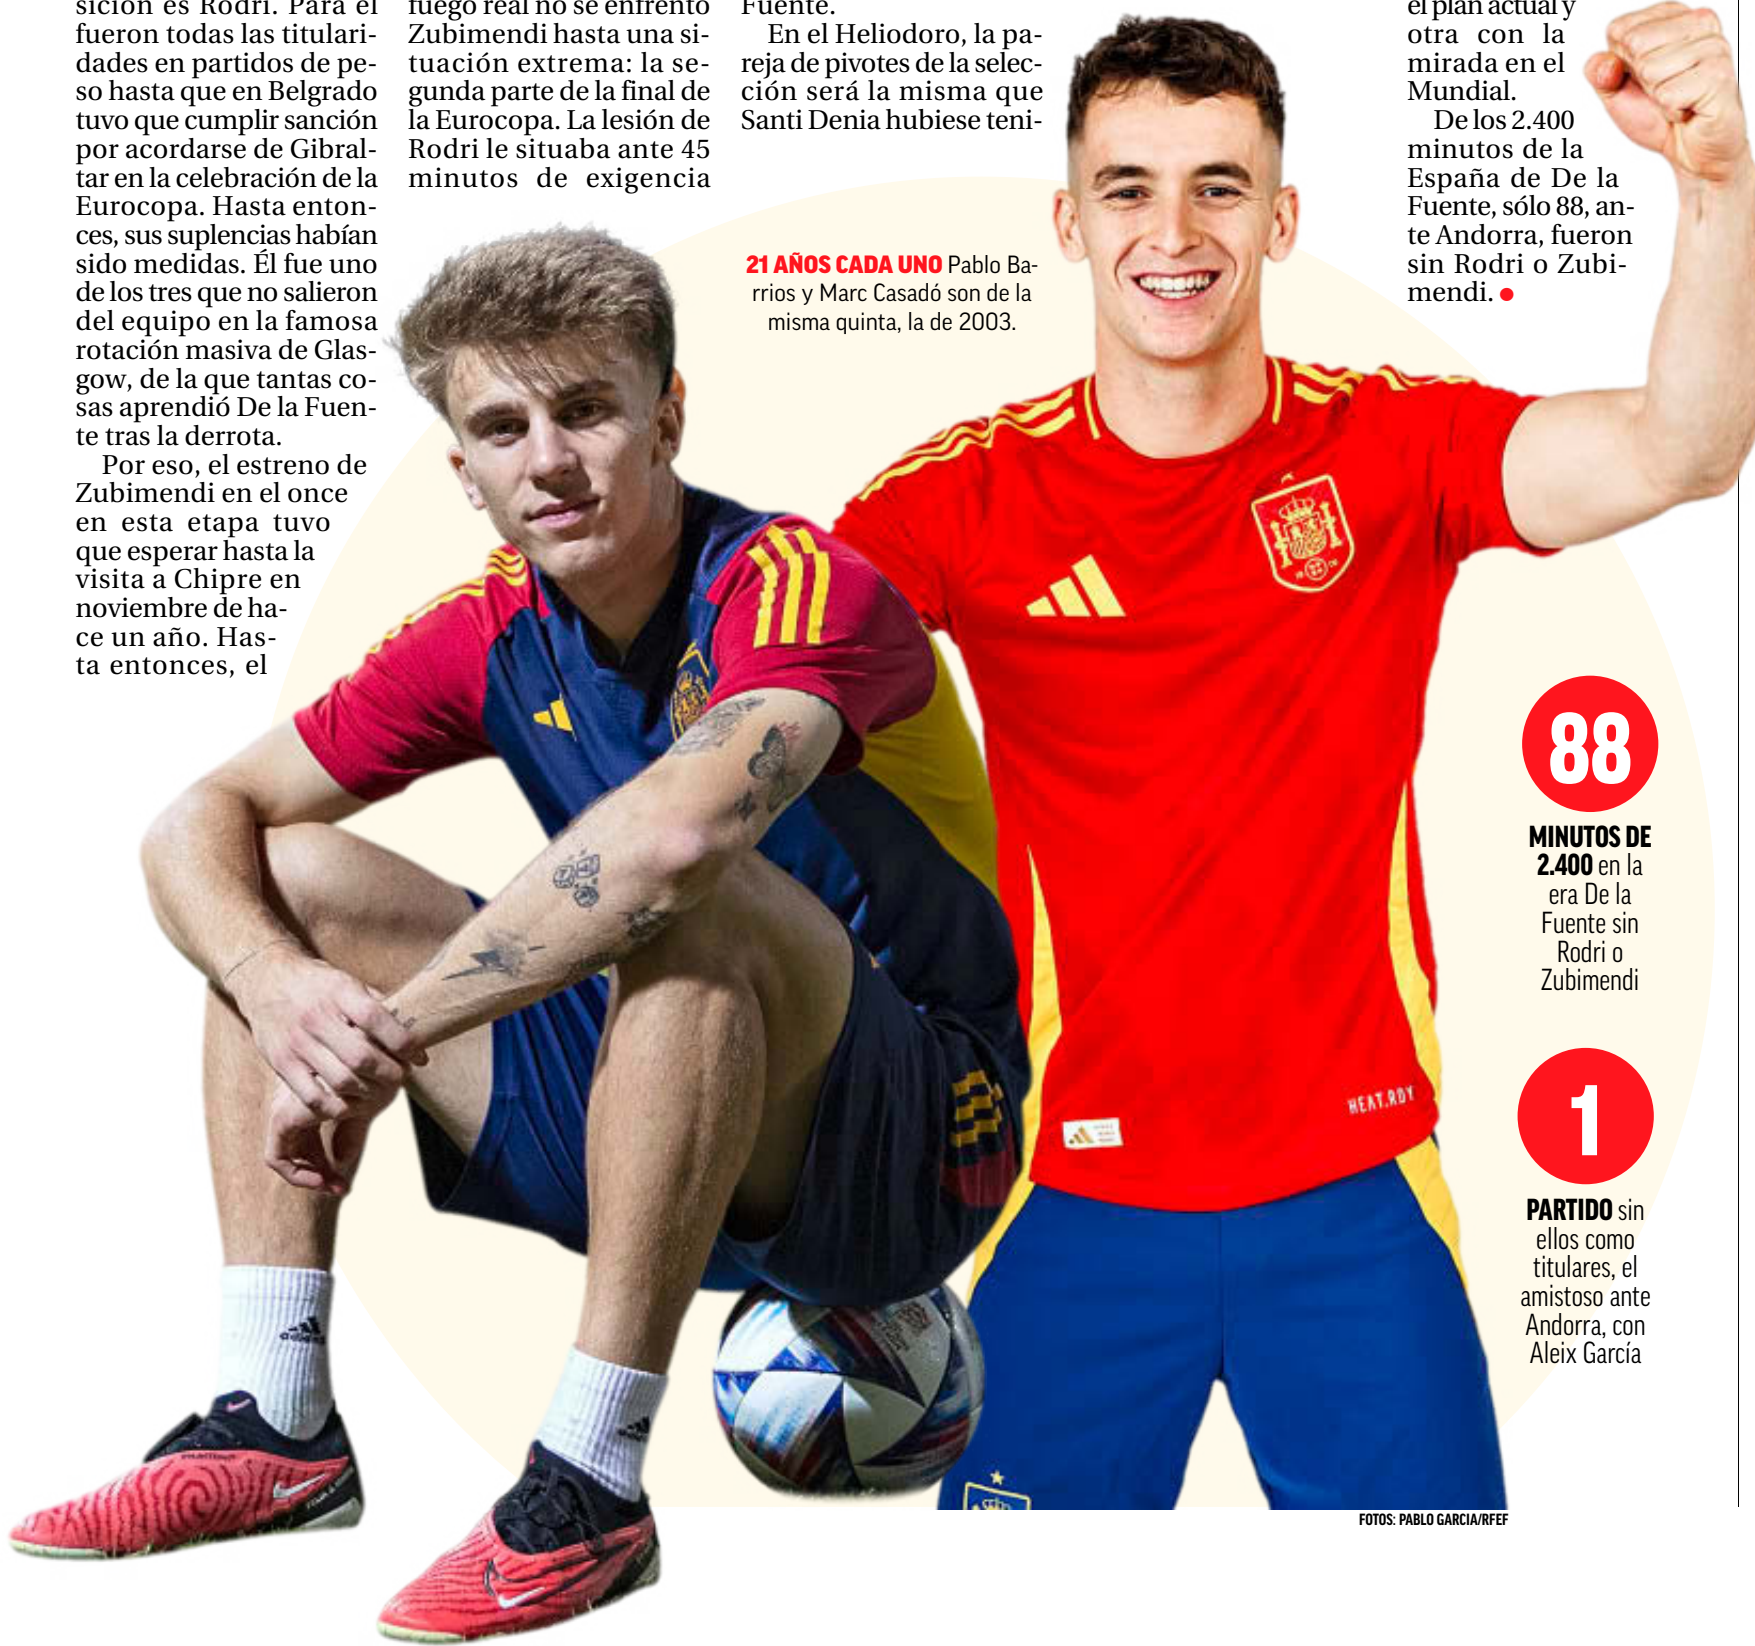 sición es Rodri. Para él
fueron todas las titulari-
dades en partidos de pe-
so hasta que en Belgrado
tuvo que cumplir sanción
por acordarse de Gibral-
tar en la celebración de la
Eurocopa. Hasta enton-
ces, sus suplencias habían
sido medidas. Él fue uno
de los tres que no salieron
del equipo en la famosa
rotación masiva de Glas-
gow, de la que tantas co-
sas aprendió De la Fuen-
te tras la derrota.
Por eso, el estreno de
Zubimendi en el once
en esta etapa tuvo
que esperar hasta la
visita a Chipre en
noviembre de ha-
ce un año. Has-
ta entonces, el
fuego real no se enfrentó
Zubimendi hasta una si-
tuación extrema: la se-
gunda parte de la final de
la Eurocopa. La lesión de
Rodri le situaba ante 45
minutos de exigencia
Fuente.
En el Heliodoro, la pa-
reja de pivotes de la selec-
ción será la misma que
Santi Denia hubiese teni-
el plan actual y
otra con la
mirada en el
Mundial.
De los 2.400
minutos de la
España de De la
Fuente, sólo 88, an-
te Andorra, fueron
sin Rodri o Zubi-
mendi.
21 AÑOS CADA UNO Pablo Ba-
rrios y Marc Casadó son de la
misma quinta, la de 2003.
88
MINUTOS DE
2.400 en la
era De la
Fuente sin
Rodri o
Zubimendi
1
PARTIDO sin
ellos como
titulares, el
amistoso ante
Andorra, con
Aleix García
HEAT.RDY
adidas
FOTOS: PABLO GARCIA/RFEF